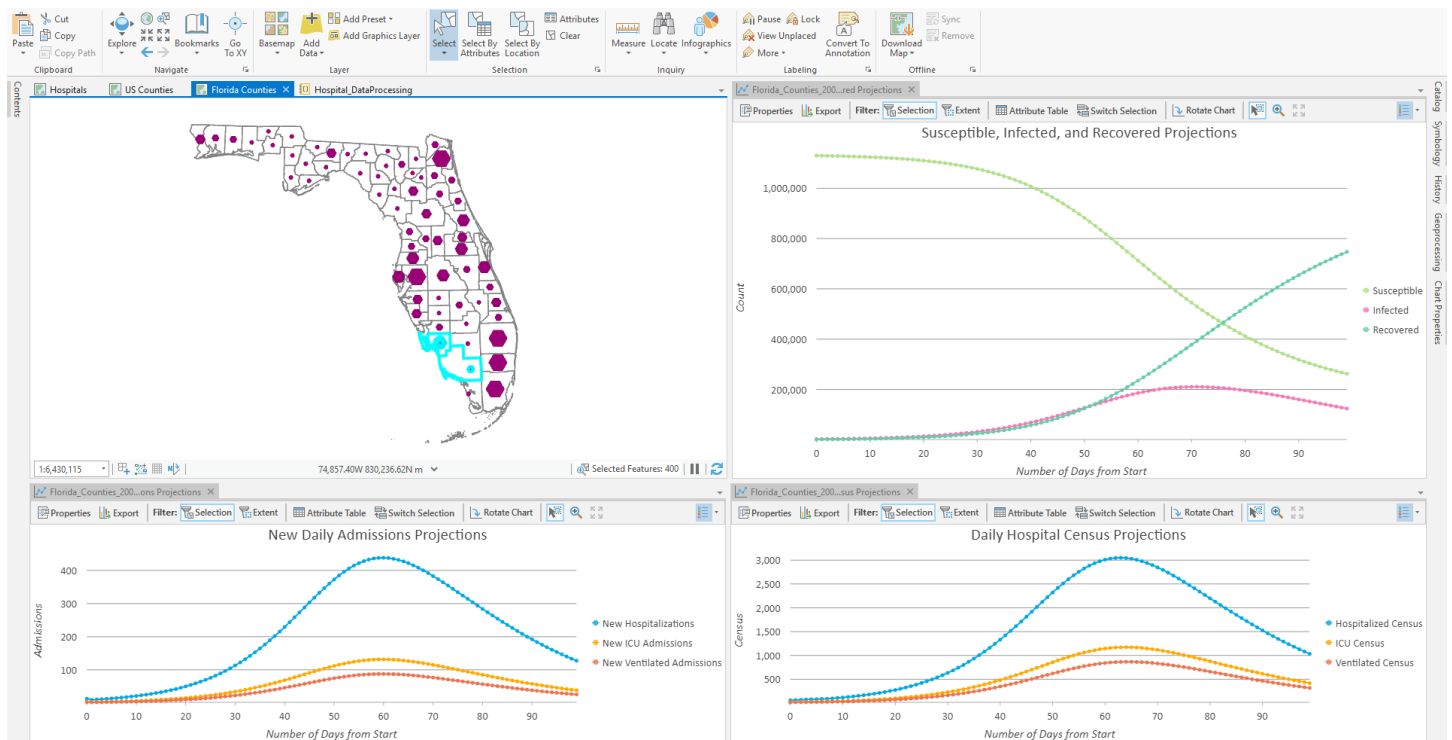 Paste
Cut
Copy
Copy Path
Clipboard
Explore
Bookmarks
Go To XY
Navigate
Basemap
Add Data
Add Preset
Add Graphics Layer
Layer
Select
Select By Attributes
Select By Location
Attributes
Clear
Selection
Measure
Locate
Infographics
Inquiry
Pause
Lock
View Unplaced
More
Convert To Annotation
Labeling
Download Map
Sync
Remove
Offline
Contents
Hospitals
US Counties
Florida Counties
Hospital_DataProcessing
1:6,430,115
74,857.40W 830,236.62N m
Selected Features: 400
Florida_Counties_200...red Projections
Properties Export Filter: Selection Extent Attribute Table Switch Selection Rotate Chart
Susceptible, Infected, and Recovered Projections
Count
1,000,000
800,000
600,000
400,000
200,000
0 10 20 30 40 50 60 70 80 90
Number of Days from Start
Susceptible
Infected
Recovered
Catalog
Symbology
History
Geoprocessing
Chart Properties
Florida_Counties_200...ons Projections
Properties Export Filter: Selection Extent Attribute Table Switch Selection Rotate Chart
New Daily Admissions Projections
Admissions
400
300
200
100
0 10 20 30 40 50 60 70 80 90
Number of Days from Start
New Hospitalizations
New ICU Admissions
New Ventilated Admissions
Florida_Counties_200...sus Projections
Properties Export Filter: Selection Extent Attribute Table Switch Selection Rotate Chart
Daily Hospital Census Projections
Census
3,000
2,500
2,000
1,500
1,000
500
0 10 20 30 40 50 60 70 80 90
Number of Days from Start
Hospitalized Census
ICU Census
Ventilated Census